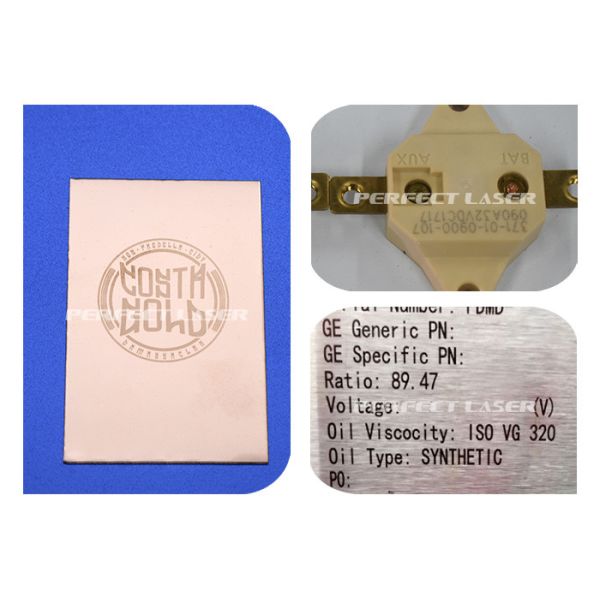 COSTA
GOLD
PERFECT LASER
AUX
BAT
PERFECT LASER
090A32VDC1717
371-01-0900-107
GE Generic PN:
GE Specific PN:
Ratio: 89.47
PERFECT LASER
Voltage: (V)
Oil Viscocity: ISO VG 320
Oil Type: SYNTHETIC
PO: